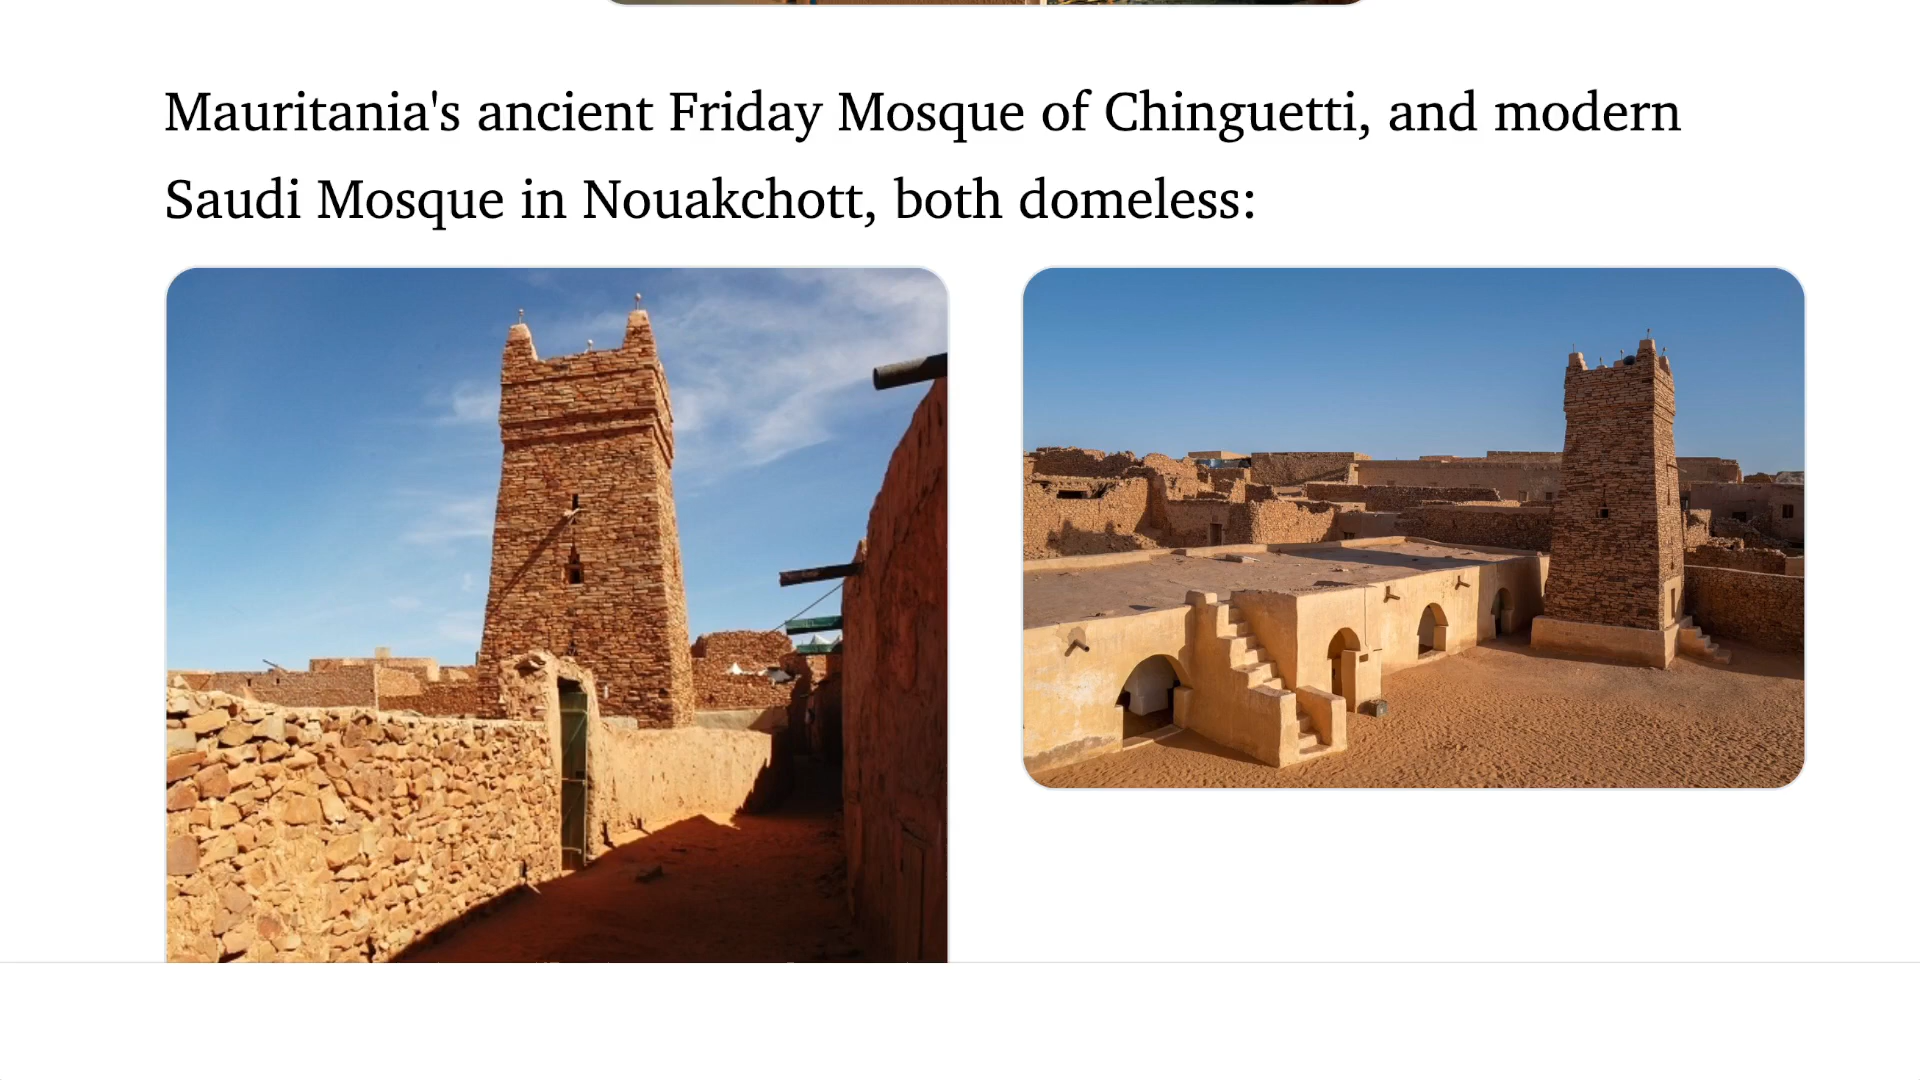 Mauritania's ancient Friday Mosque of Chinguetti, and modern
Saudi Mosque in Nouakchott, both domeless: